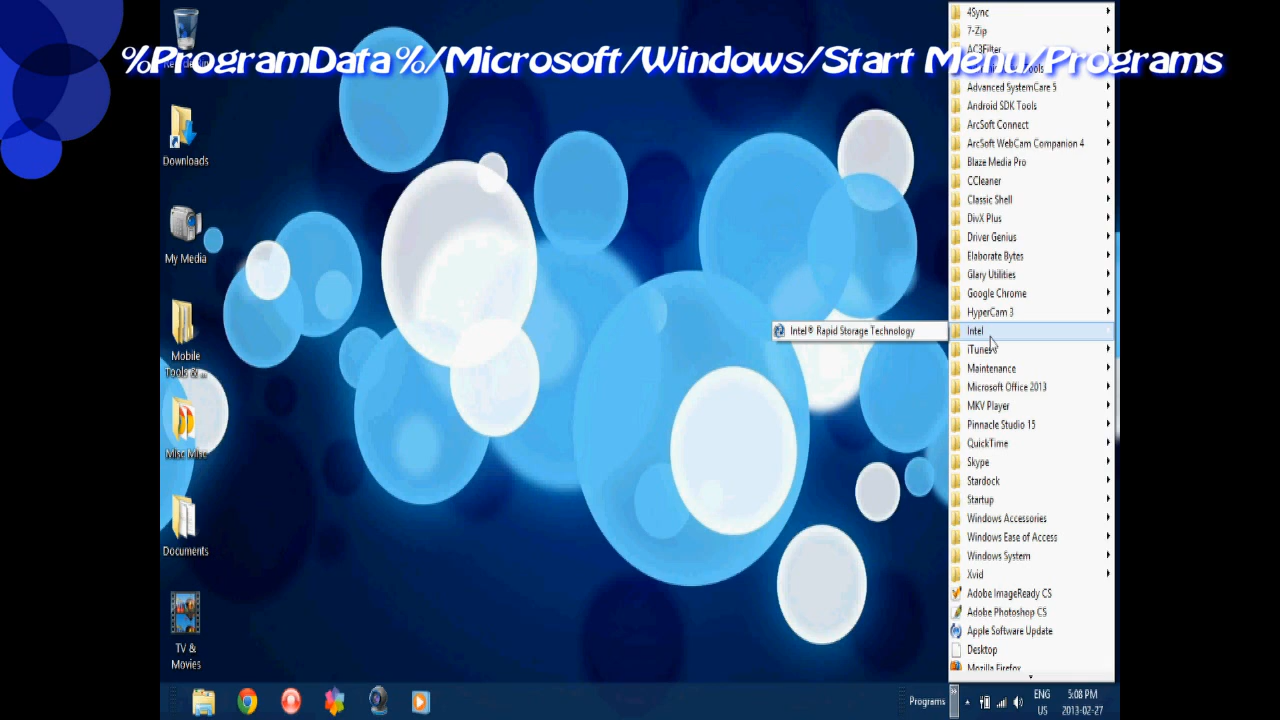 %ProgramData%/Microsoft/Windows/Start Menu/Programs
Downloads
My Media
Mobile
Tools & ...
Misc Misc
Documents
TV &
Movies
4Sync
7-Zip
AC3Filter
Tools
Advanced SystemCare 5
Android SDK Tools
ArcSoft Connect
ArcSoft WebCam Companion 4
Blaze Media Pro
CCleaner
Classic Shell
DivX Plus
Driver Genius
Elaborate Bytes
Glary Utilities
Google Chrome
HyperCam 3
Intel
Intel® Rapid Storage Technology
iTunes
Maintenance
Microsoft Office 2013
MKV Player
Pinnacle Studio 15
QuickTime
Skype
Stardock
Startup
Windows Accessories
Windows Ease of Access
Windows System
Xvid
Adobe ImageReady CS
Adobe Photoshop CS
Apple Software Update
Desktop
Mozilla Firefox
Programs
ENG
US
5:08 PM
2013-02-27